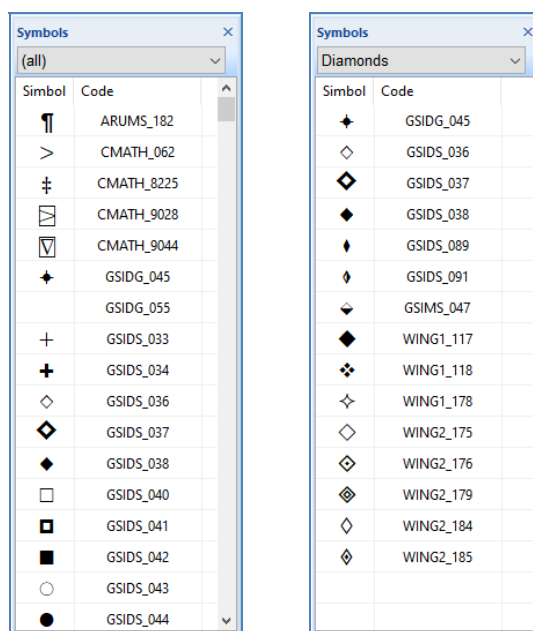 Symbols
(all)
Simbol Code
¶ ARUMS_182
> CMATH_062
‡ CMATH_8225
CMATH_9028
CMATH_9044
GSIDG_045
GSIDG_055
GSIDS_033
GSIDS_034
GSIDS_036
GSIDS_037
GSIDS_038
GSIDS_040
GSIDS_041
GSIDS_042
GSIDS_043
GSIDS_044
Symbols
Diamonds
Simbol Code
GSIDG_045
GSIDS_036
GSIDS_037
GSIDS_038
GSIDS_089
GSIDS_091
GSIMS_047
WING1_117
WING1_118
WING1_178
WING2_175
WING2_176
WING2_179
WING2_184
WING2_185